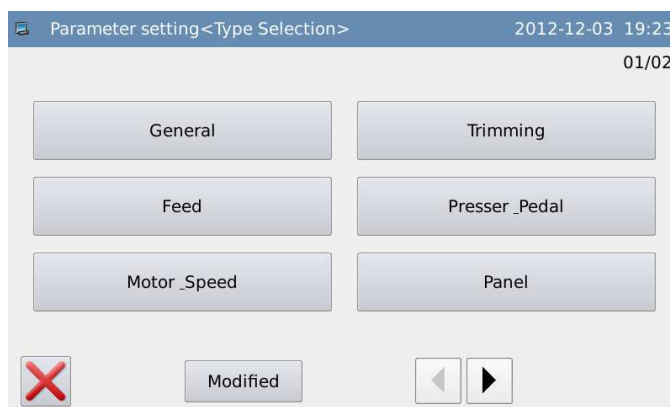 Parameter setting<Type Selection> 2012-12-03 19:23
01/02
General Trimming
Feed Presser_Pedal
Motor_Speed Panel
Modified